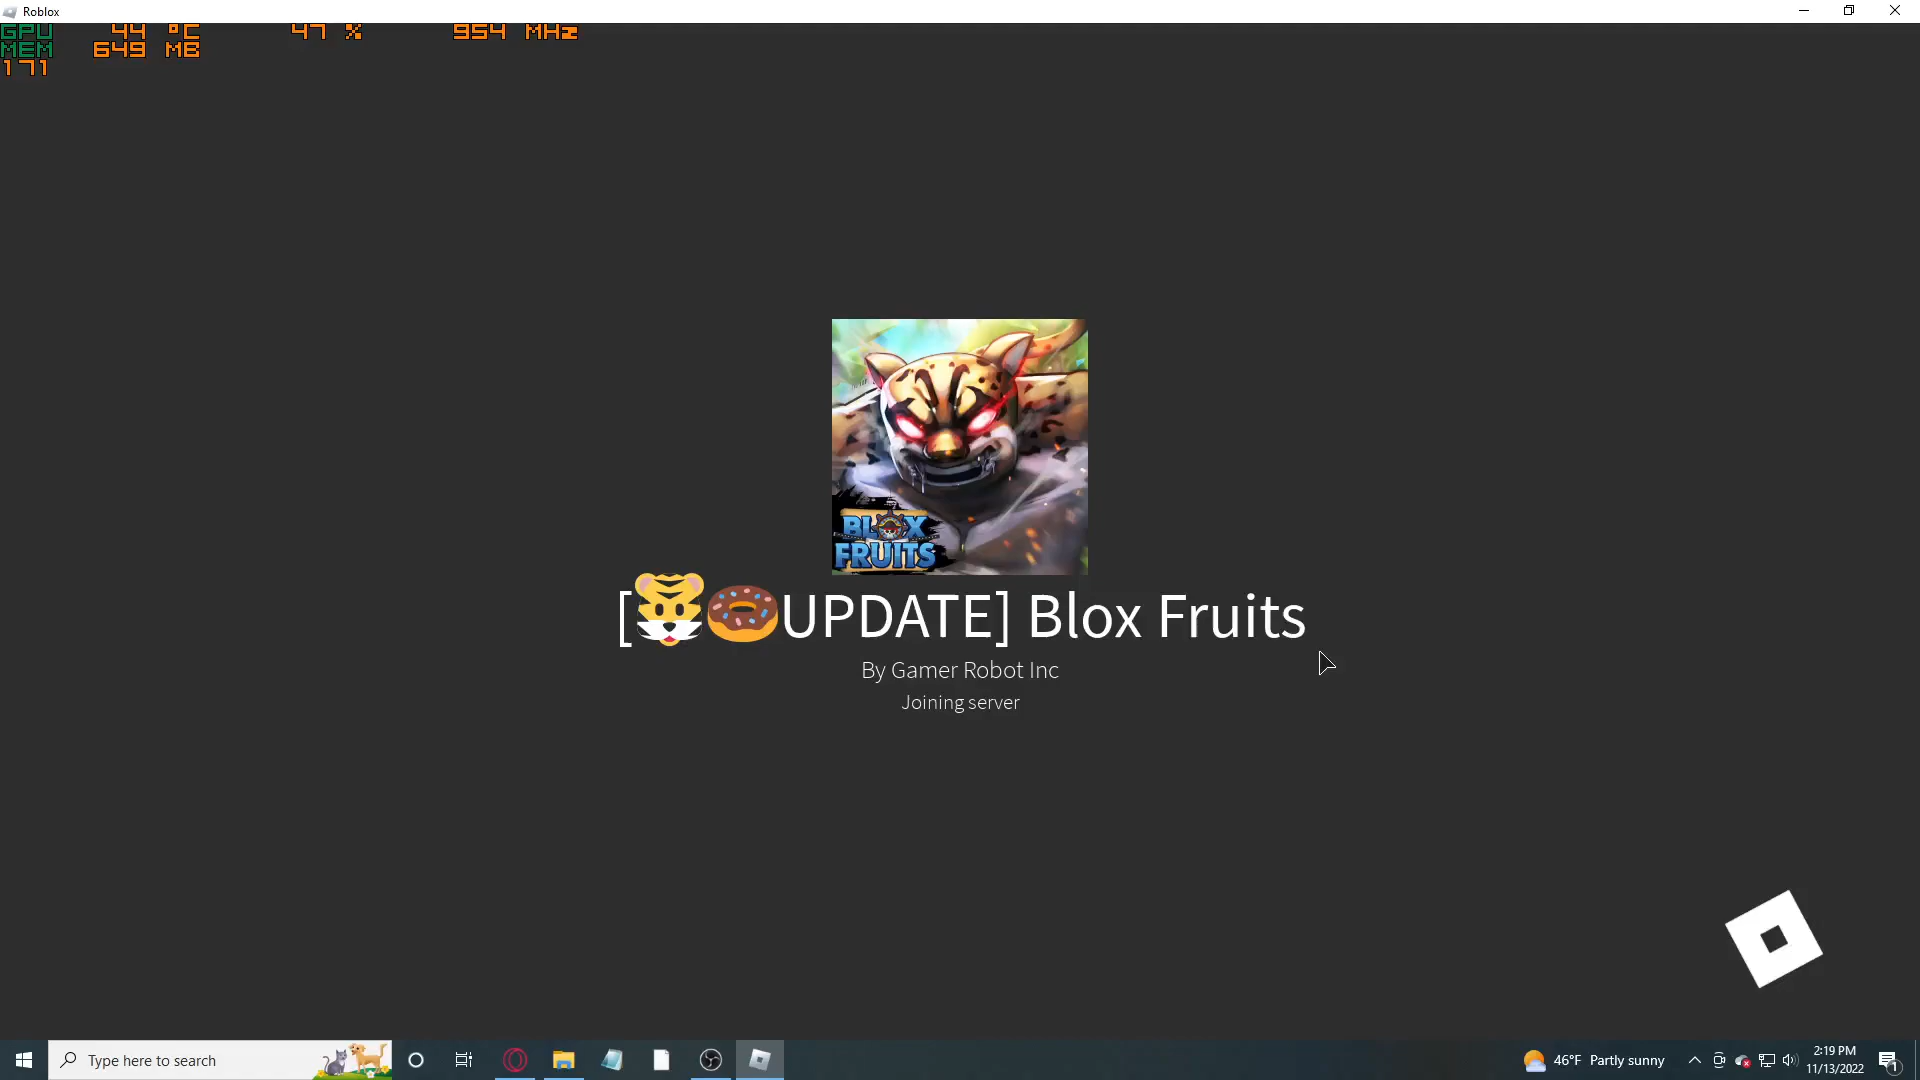 Roblox
GPU 44 °C 47 % 954 MHz
MEM 649 MB
171
BLOX
FRUITS
[🐯🍩UPDATE] Blox Fruits
By Gamer Robot Inc
Joining server
Type here to search
46°F Partly sunny
2:19 PM
11/13/2022
1